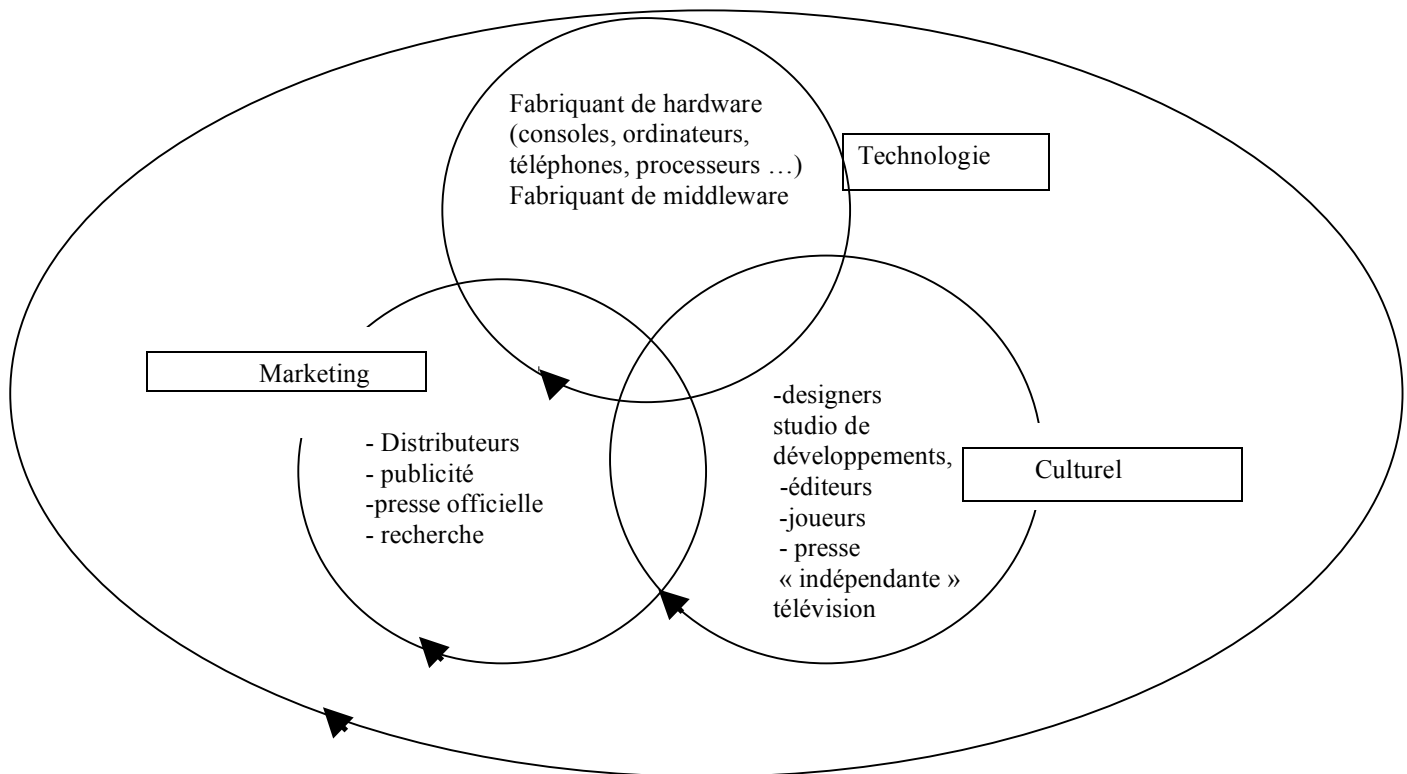 Fabriquant de hardware
(consoles, ordinateurs,
téléphones, processeurs …)
Fabriquant de middleware
Technologie
Marketing
- Distributeurs
- publicité
-presse officielle
- recherche
-designers
studio de
développements,
-éditeurs
-joueurs
- presse
« indépendante »
télévision
Culturel